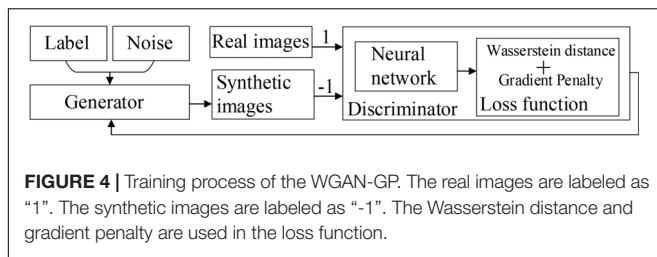 Label
Noise
Real images
1
Neural
network
Wasserstein distance
+
Gradient Penalty
Loss function
Generator
Synthetic
images
-1
Discriminator
FIGURE 4 | Training process of the WGAN-GP. The real images are labeled as
“1”. The synthetic images are labeled as “-1”. The Wasserstein distance and
gradient penalty are used in the loss function.